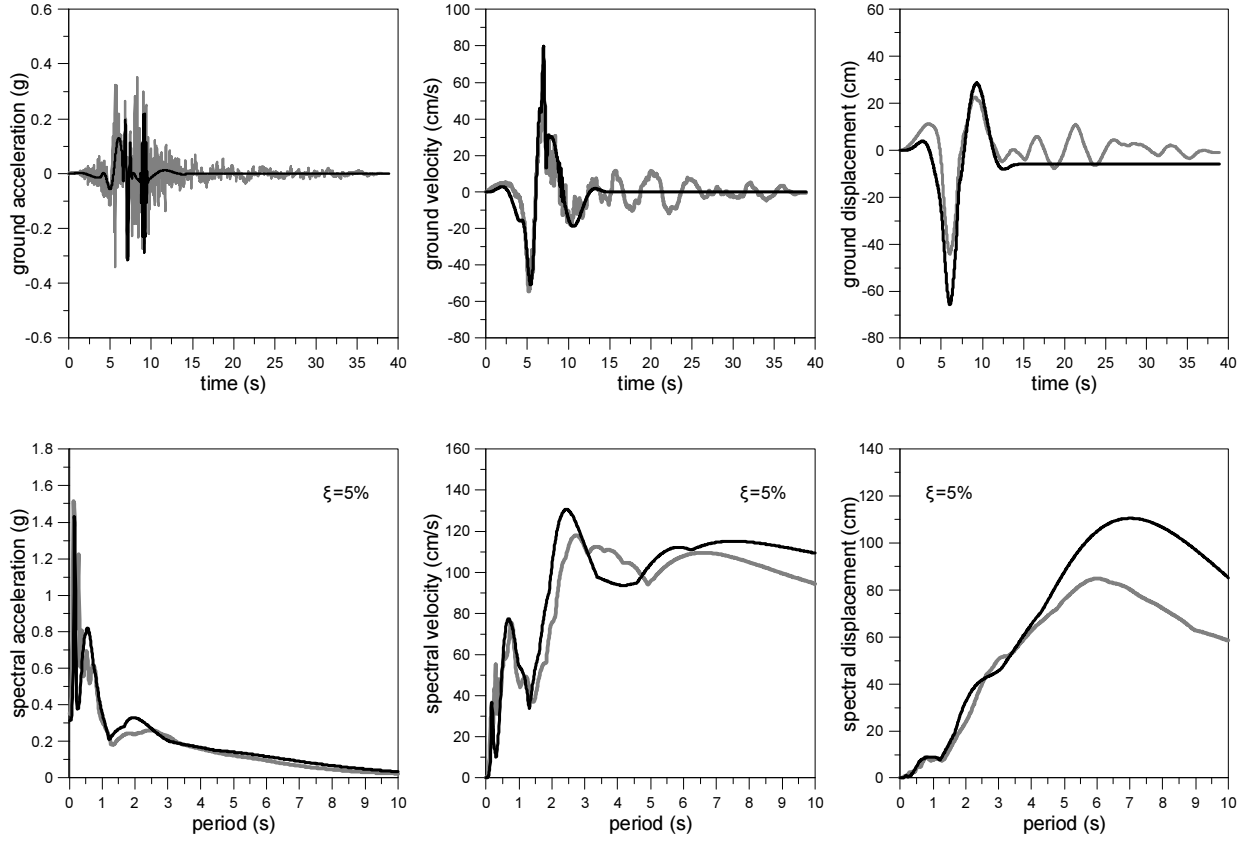 0.6
0.4
0.2
0
-0.2
-0.4
-0.6
ground acceleration (g)
0 5 10 15 20 25 30 35 40
time (s)
100
80
60
40
20
0
-20
-40
-60
-80
ground velocity (cm/s)
0 5 10 15 20 25 30 35 40
time (s)
60
40
20
0
-20
-40
-60
-80
ground displacement (cm)
0 5 10 15 20 25 30 35 40
time (s)
1.8
1.6
1.4
1.2
1
0.8
0.6
0.4
0.2
0
spectral acceleration (g)
ξ=5%
0 1 2 3 4 5 6 7 8 9 10
period (s)
160
140
120
100
80
60
40
20
0
spectral velocity (cm/s)
ξ=5%
0 1 2 3 4 5 6 7 8 9 10
period (s)
140
120
100
80
60
40
20
0
spectral displacement (cm)
ξ=5%
0 1 2 3 4 5 6 7 8 9 10
period (s)